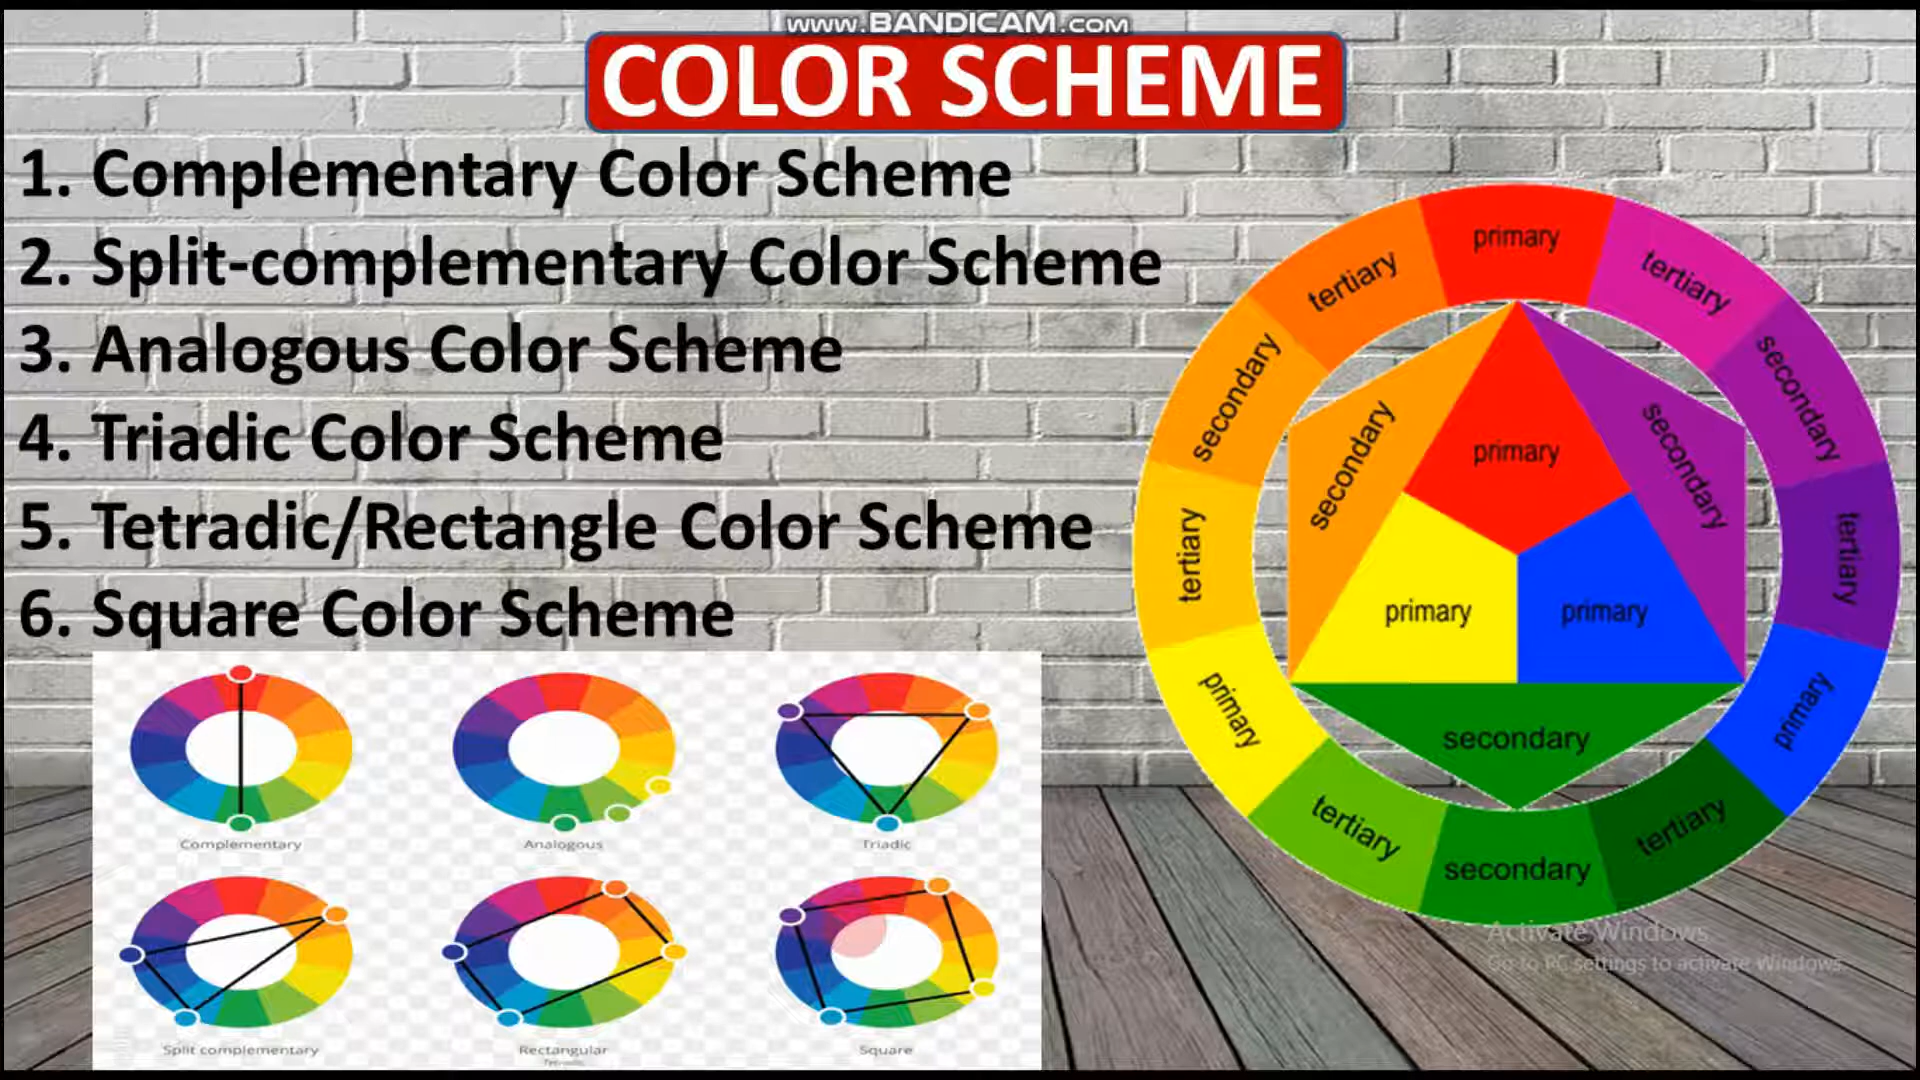 www.BANDICAM.com
COLOR SCHEME
1. Complementary Color Scheme
2. Split-complementary Color Scheme
3. Analogous Color Scheme
4. Triadic Color Scheme
5. Tetradic/Rectangle Color Scheme
6. Square Color Scheme
primary
tertiary
secondary
tertiary
primary
tertiary
secondary
tertiary
primary
tertiary
secondary
tertiary
primary
secondary
secondary
primary
primary
secondary
Complementary
Analogous
Triadic
Split complementary
Rectangular
Tetradic
Square
Activate Windows
Go to PC settings to activate Windows.